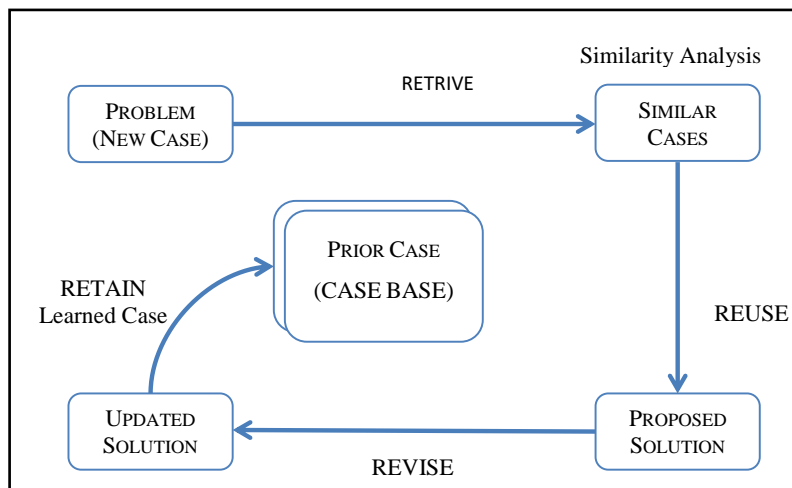 Similarity Analysis
RETRIVE
PROBLEM
(NEW CASE)
SIMILAR
CASES
PRIOR CASE
(CASE BASE)
RETAIN
Learned Case
REUSE
UPDATED
SOLUTION
PROPOSED
SOLUTION
REVISE